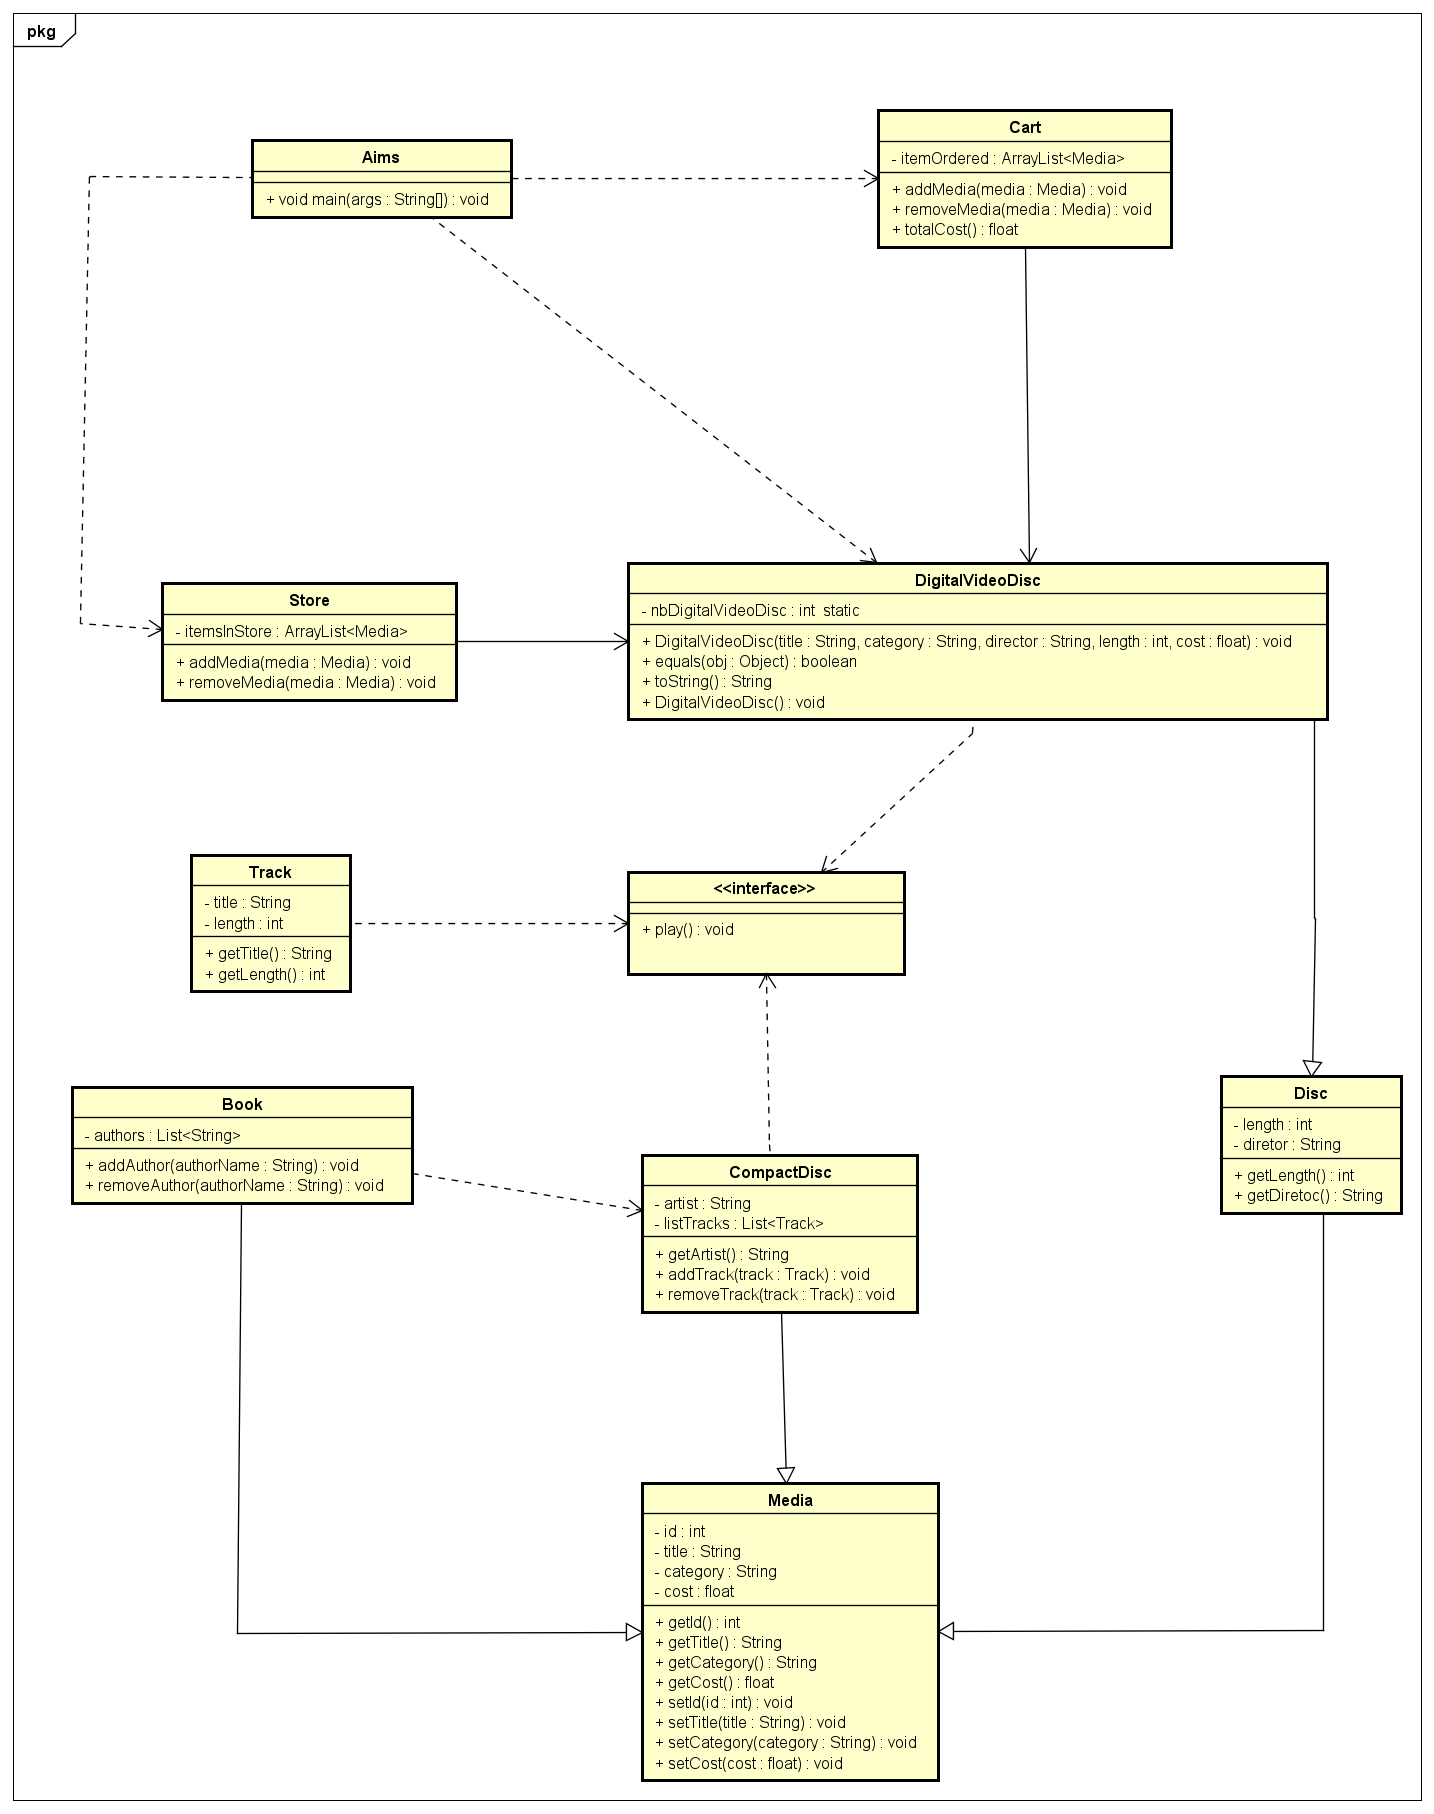 pkg
Aims
+ void main(args : String[]) : void
Cart
- itemOrdered : ArrayList<Media>
+ addMedia(media : Media) : void
+ removeMedia(media : Media) : void
+ totalCost() : float
Store
- itemsInStore : ArrayList<Media>
+ addMedia(media : Media) : void
+ removeMedia(media : Media) : void
DigitalVideoDisc
- nbDigitalVideoDisc : int static
+ DigitalVideoDisc(title : String, category : String, director : String, length : int, cost : float) : void
+ equals(obj : Object) : boolean
+ toString() : String
+ DigitalVideoDisc() : void
Track
- title : String
- length : int
+ getTitle() : String
+ getLength() : int
<<interface>>
+ play() : void
Book
- authors : List<String>
+ addAuthor(authorName : String) : void
+ removeAuthor(authorName : String) : void
CompactDisc
- artist : String
- listTracks : List<Track>
+ getArtist() : String
+ addTrack(track : Track) : void
+ removeTrack(track : Track) : void
Disc
- length : int
- diretor : String
+ getLength() : int
+ getDiretoc() : String
Media
- id : int
- title : String
- category : String
- cost : float
+ getId() : int
+ getTitle() : String
+ getCategory() : String
+ getCost() : float
+ setId(id : int) : void
+ setTitle(title : String) : void
+ setCategory(category : String) : void
+ setCost(cost : float) : void